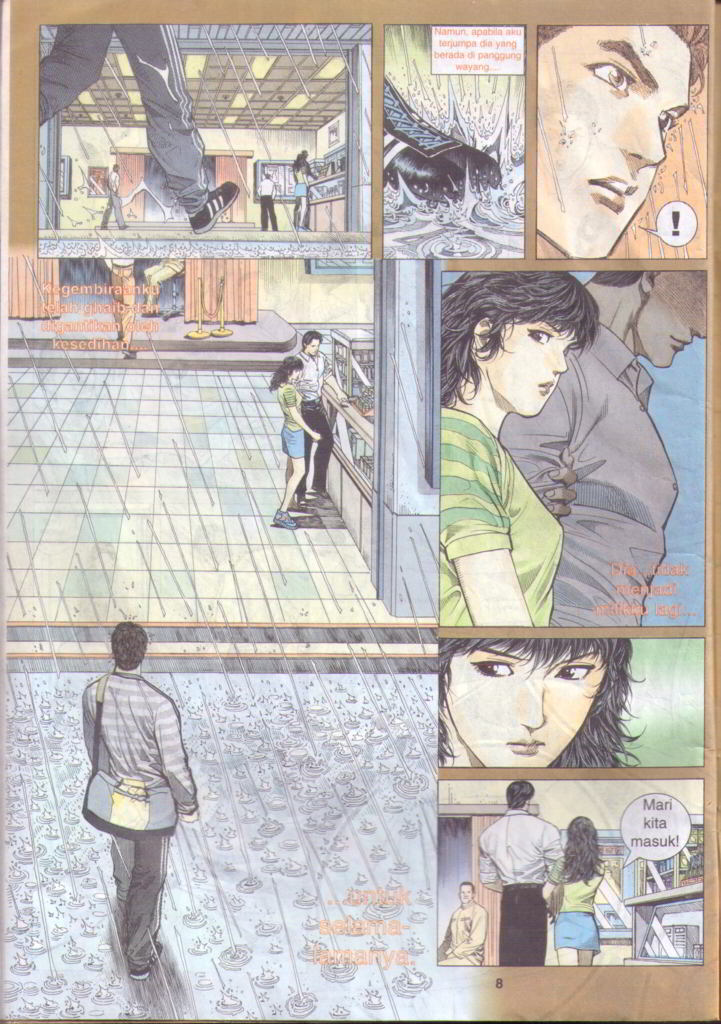 Namun, apabila aku
terjumpa dia yang
berada di panggung
wayang....
!
Kegembiraanku
telah ghaib dan
digantikan oleh
kesedihan....
Dia...tidak
menjadi
milikku lagi...
Mari
kita
masuk!
...untuk
selama-
lamanya.
8